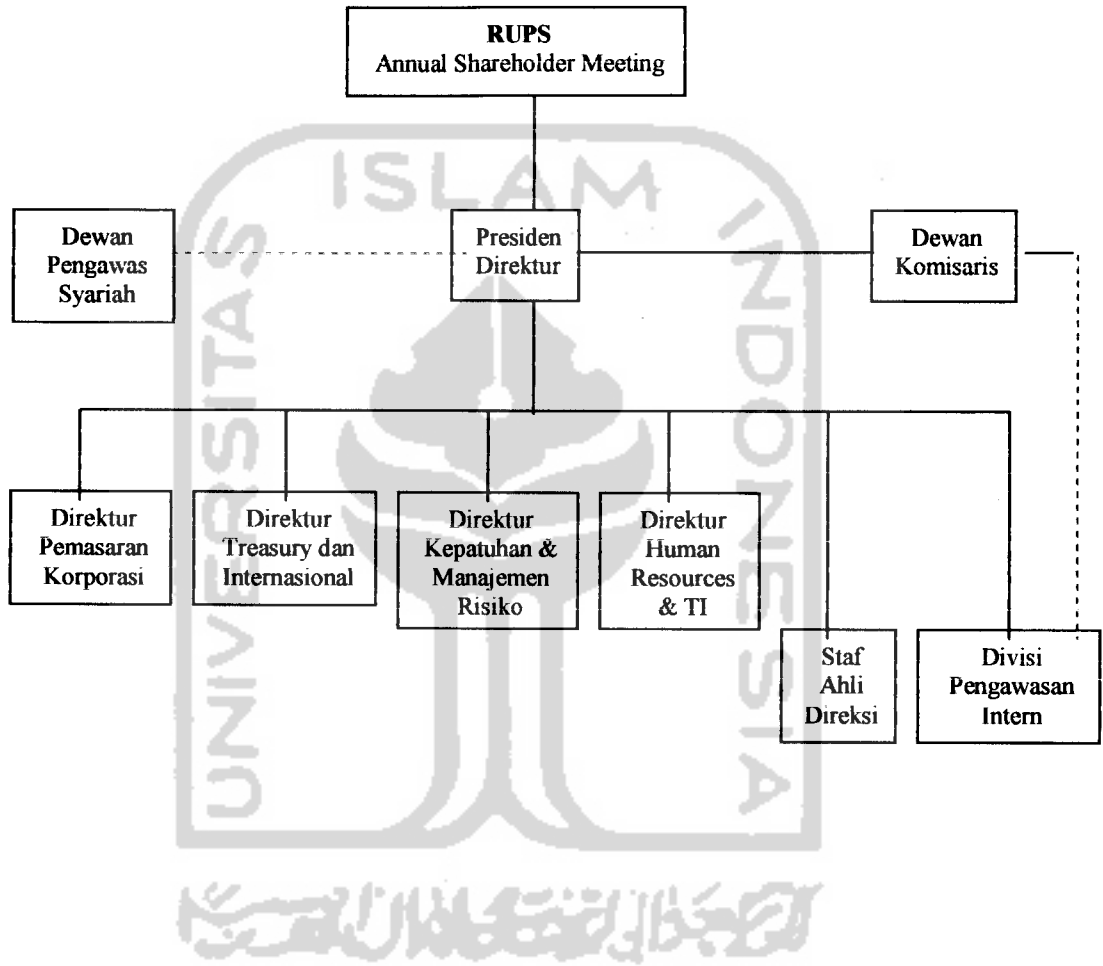 RUPS
Annual Shareholder Meeting
ISLAM
UNIVERSITAS
INDONESIA
Dewan
Pengawas
Syariah
Presiden
Direktur
Dewan
Komisaris
Direktur
Pemasaran
Korporasi
Direktur
Treasury dan
Internasional
Direktur
Kepatuhan &
Manajemen
Risiko
Direktur
Human
Resources
& TI
Staf
Ahli
Direksi
Divisi
Pengawasan
Intern